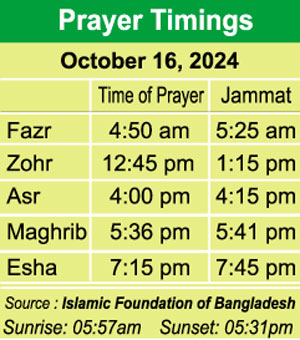 Prayer Timings
October 16, 2024
Time of Prayer Jammat
Fazr 4:50 am 5:25 am
Zohr 12:45 pm 1:15 pm
Asr 4:00 pm 4:15 pm
Maghrib 5:36 pm 5:41 pm
Esha 7:15 pm 7:45 pm
Source : Islamic Foundation of Bangladesh
Sunrise: 05:57am Sunset: 05:31pm